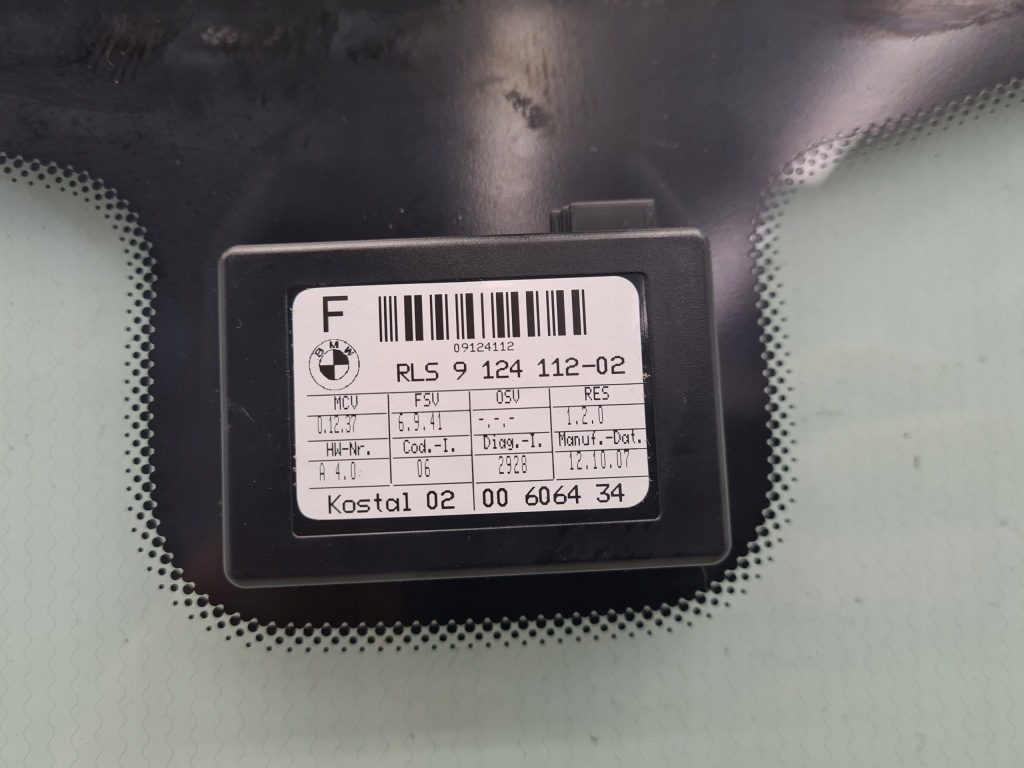 F
09124112
BMW
RLS 9 124 112-02
MCV FSV OSV RES
0.12.37 6.9.41 -.-.- 1.2.0
HW-Nr. Cod.-I. Diag.-I. Manuf.-Dat.
A 4.0 06 2928 12.10.07
Kostal 02 00 6064 34